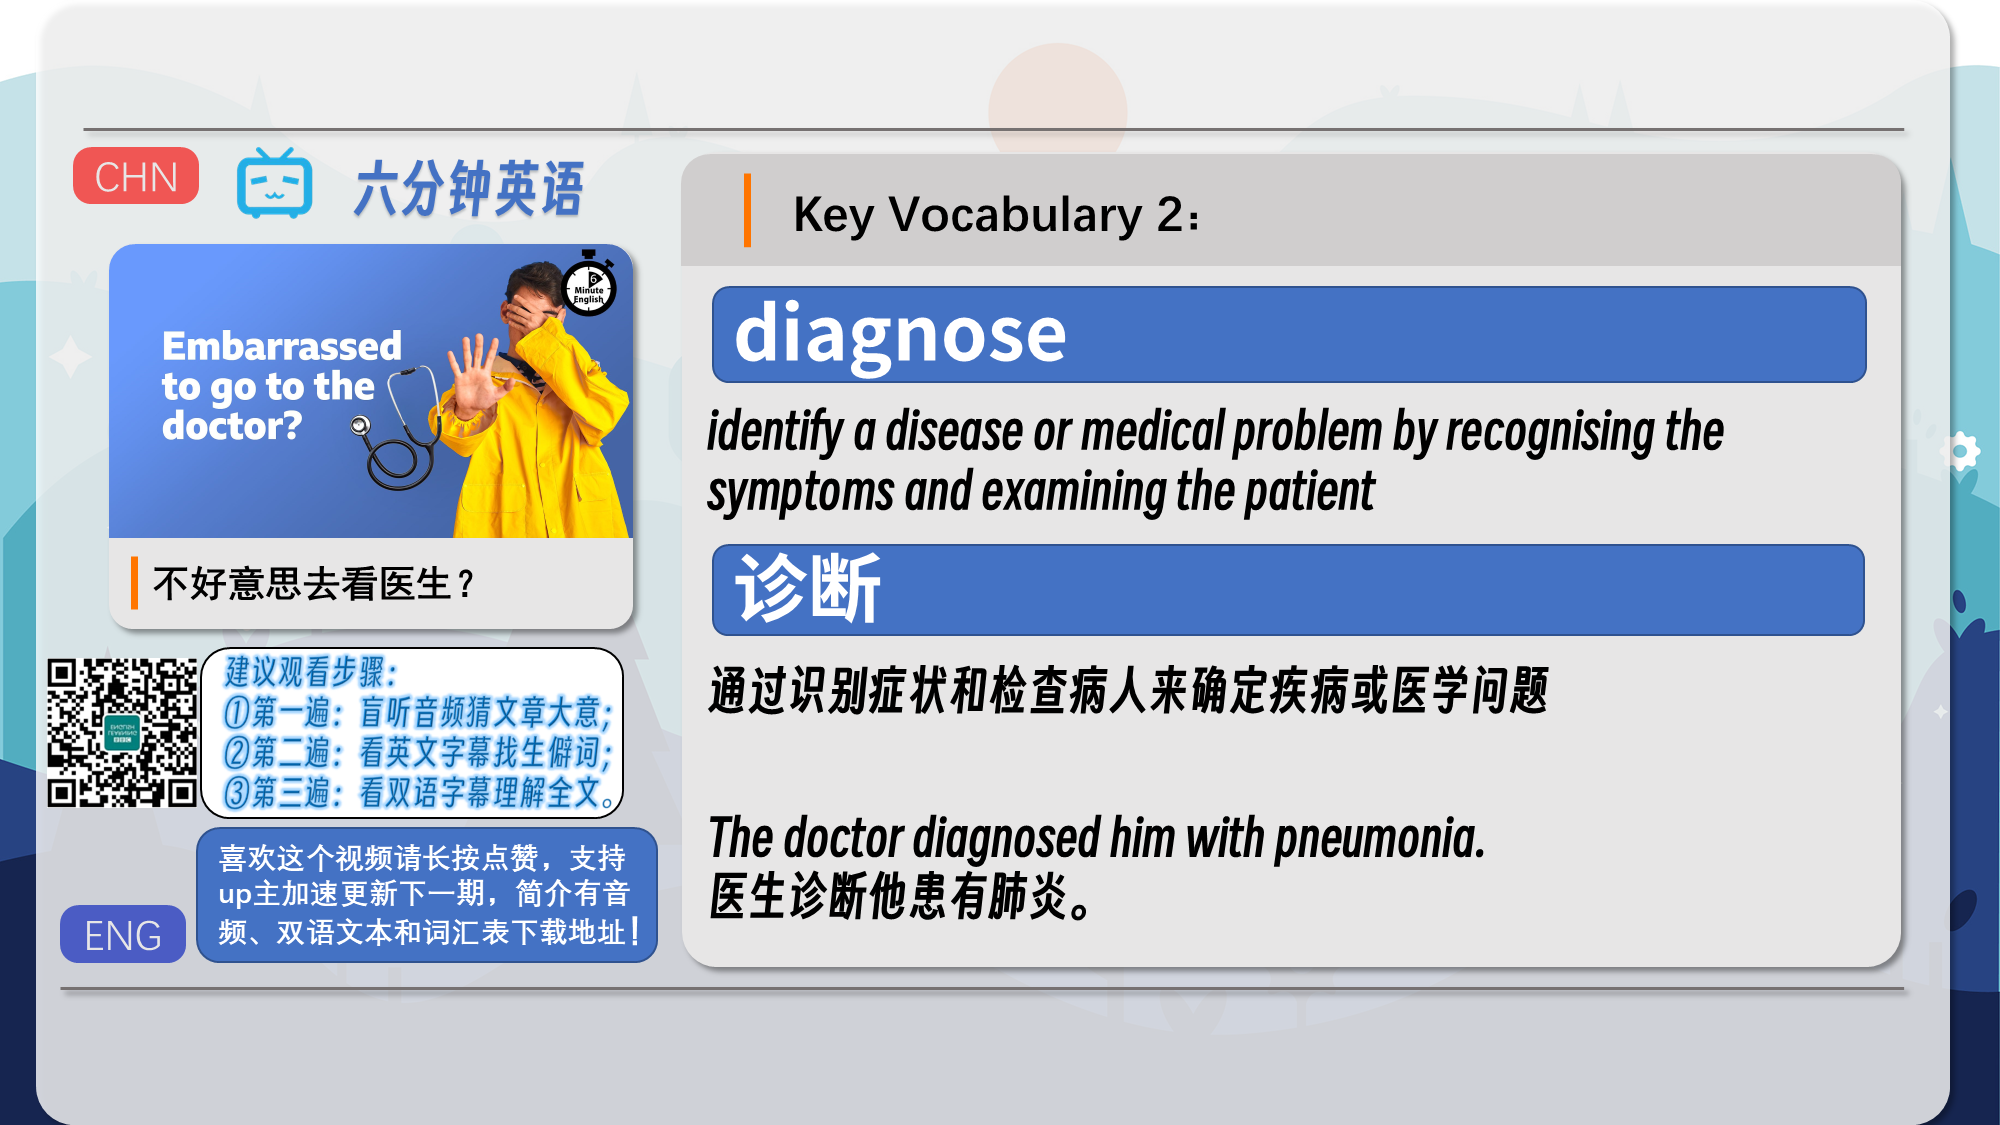 CHN
六分钟英语
6
Minute
English
Embarrassed
to go to the
doctor?
不好意思去看医生？
建议观看步骤：
①第一遍：盲听音频猜文章大意；
②第二遍：看英文字幕找生僻词；
③第三遍：看双语字幕理解全文。
喜欢这个视频请长按点赞，支持
up主加速更新下一期，简介有音
频、双语文本和词汇表下载地址！
ENG
Key Vocabulary 2：
diagnose
identify a disease or medical problem by recognising the
symptoms and examining the patient
诊断
通过识别症状和检查病人来确定疾病或医学问题
The doctor diagnosed him with pneumonia.
医生诊断他患有肺炎。